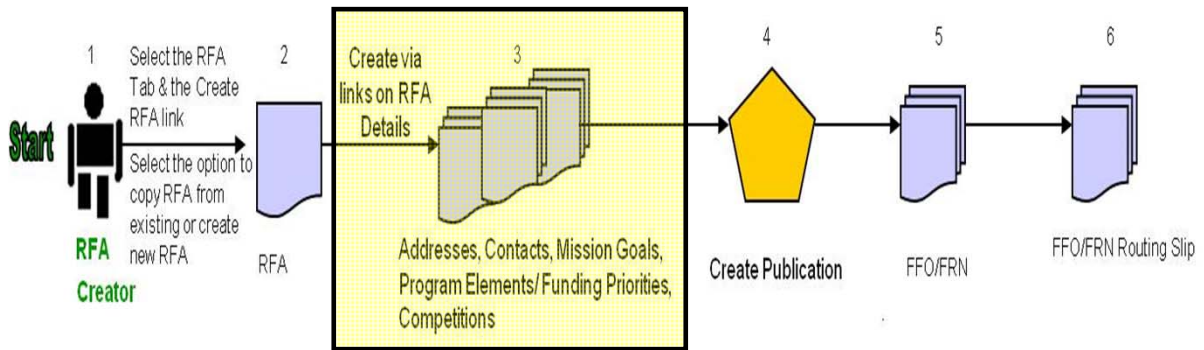 Start
1
Select the RFA
Tab & the Create
RFA link
Select the option to
copy RFA from
existing or create
new RFA
RFA
Creator
2
RFA
Create via
links on RFA
Details
3
Addresses, Contacts, Mission Goals,
Program Elements/ Funding Priorities,
Competitions
4
Create Publication
5
FFO/FRN
6
FFO/FRN Routing Slip